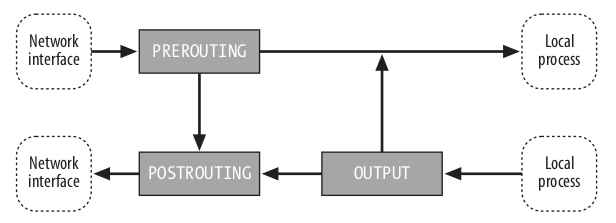 Network
interface
PREROUTING
Local
process
Network
interface
POSTROUTING
OUTPUT
Local
process